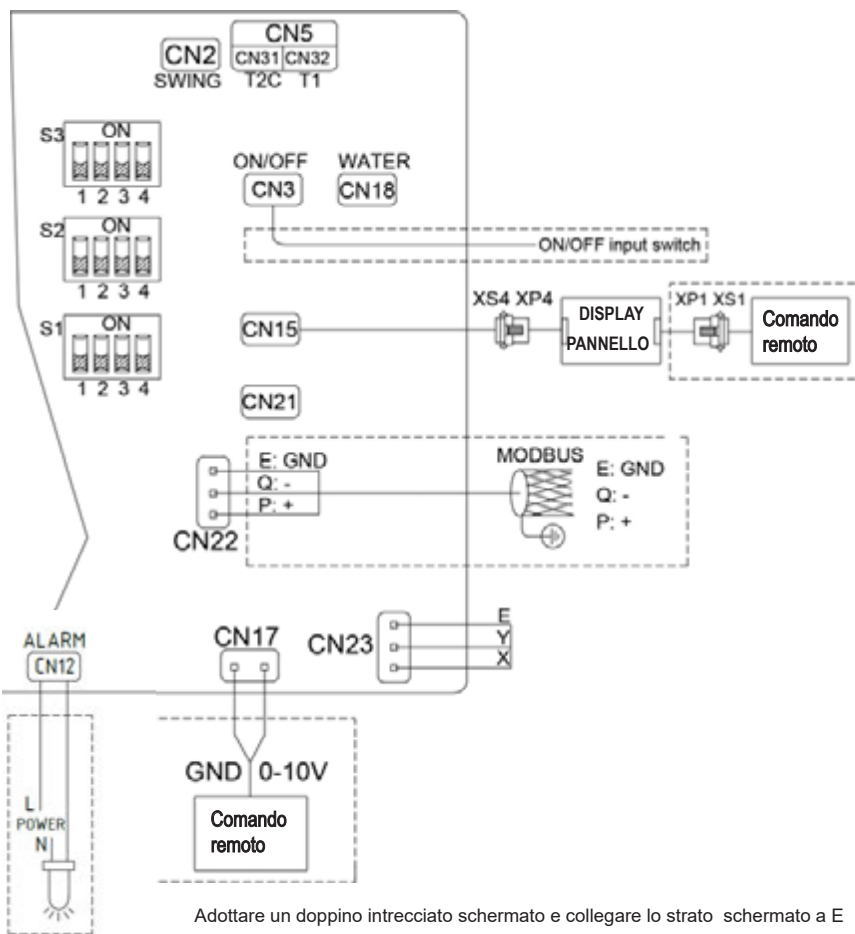 CN5
CN2 CN31 CN32
SWING T2C T1
S3 ON
1 2 3 4
ON/OFF WATER
CN3 CN18
S2 ON
1 2 3 4
ON/OFF input switch
S1 ON
1 2 3 4
CN15
XS4 XP4
DISPLAY
PANNELLO
XP1 XS1
Comando
remoto
CN21
E: GND
Q: -
P: +
CN22
MODBUS
E: GND
Q: -
P: +
ALARM
CN12
CN17
CN23
E
Y
X
L
POWER
N
GND 0-10V
Comando
remoto
Adottare un doppino intrecciato schermato e collegare lo strato schermato a E